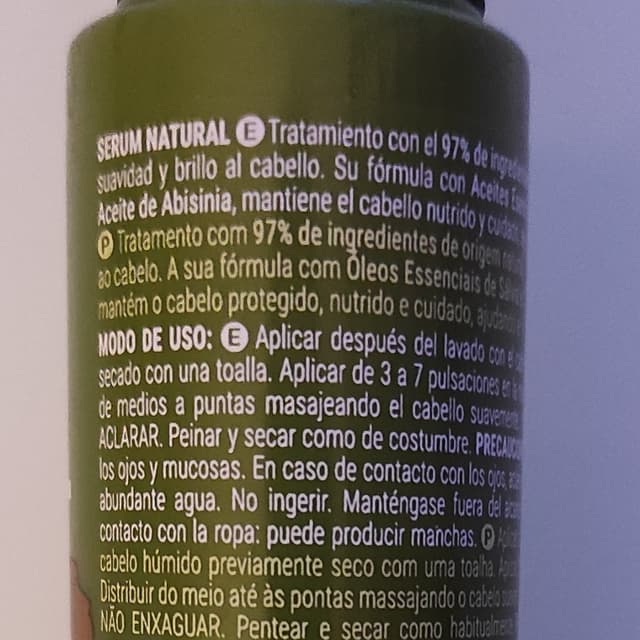 SERUM NATURAL E Tratamiento con el 97% de
suavidad y brillo al cabello. Su fórmula con Aceites
Aceite de Abisinia, mantiene el cabello nutrido y
P Tratamento com 97% de ingredientes de origem
ao cabelo. A sua fórmula com Óleos Essenciais de
mantém o cabelo protegido, nutrido e cuidado,
MODO DE USO: E Aplicar después del lavado con el
secado con una toalla. Aplicar de 3 a 7 pulsaciones en la
de medios a puntas masajeando el cabello suavemente.
ACLARAR. Peinar y secar como de costumbre.
los ojos y mucosas. En caso de contacto con los ojos,
abundante agua. No ingerir. Manténgase fuera del
contacto con la ropa: puede producir manchas. P
cabelo húmido previamente seco com uma toalha.
Distribuir do meio até às pontas massajando o cabelo
NÃO ENXAGUAR. Pentear e secar como habitualmente.